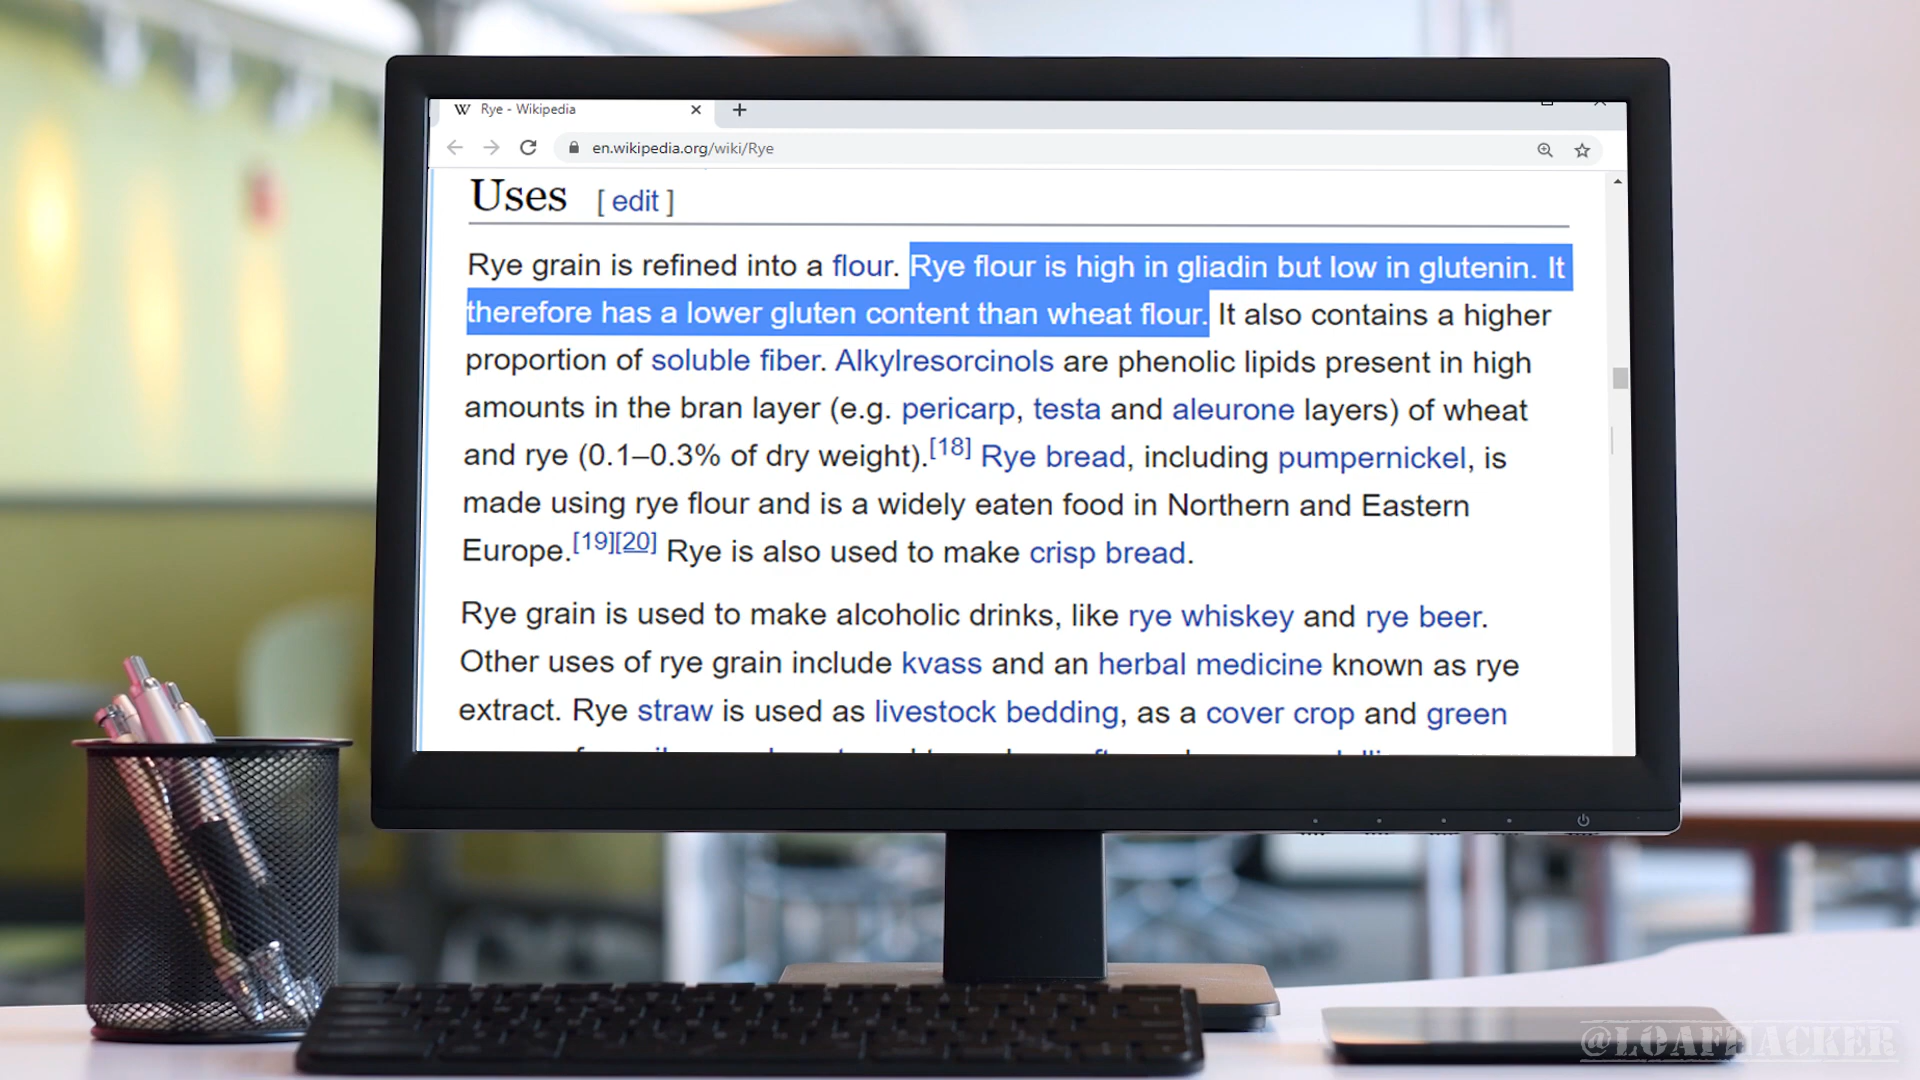 Rye - Wikipedia
en.wikipedia.org/wiki/Rye
Uses [ edit ]
Rye grain is refined into a flour. Rye flour is high in gliadin but low in glutenin. It
therefore has a lower gluten content than wheat flour. It also contains a higher
proportion of soluble fiber. Alkylresorcinols are phenolic lipids present in high
amounts in the bran layer (e.g. pericarp, testa and aleurone layers) of wheat
and rye (0.1–0.3% of dry weight).[18] Rye bread, including pumpernickel, is
made using rye flour and is a widely eaten food in Northern and Eastern
Europe.[19][20] Rye is also used to make crisp bread.
Rye grain is used to make alcoholic drinks, like rye whiskey and rye beer.
Other uses of rye grain include kvass and an herbal medicine known as rye
extract. Rye straw is used as livestock bedding, as a cover crop and green
@LOAFHACKER